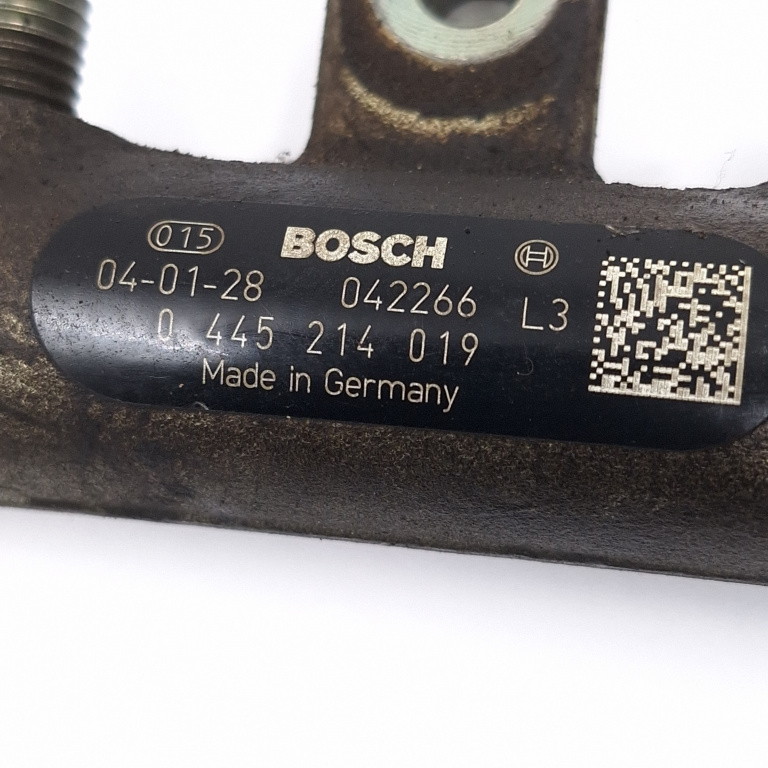 015 BOSCH
04-01-28 042266 L3
0 445 214 019
Made in Germany